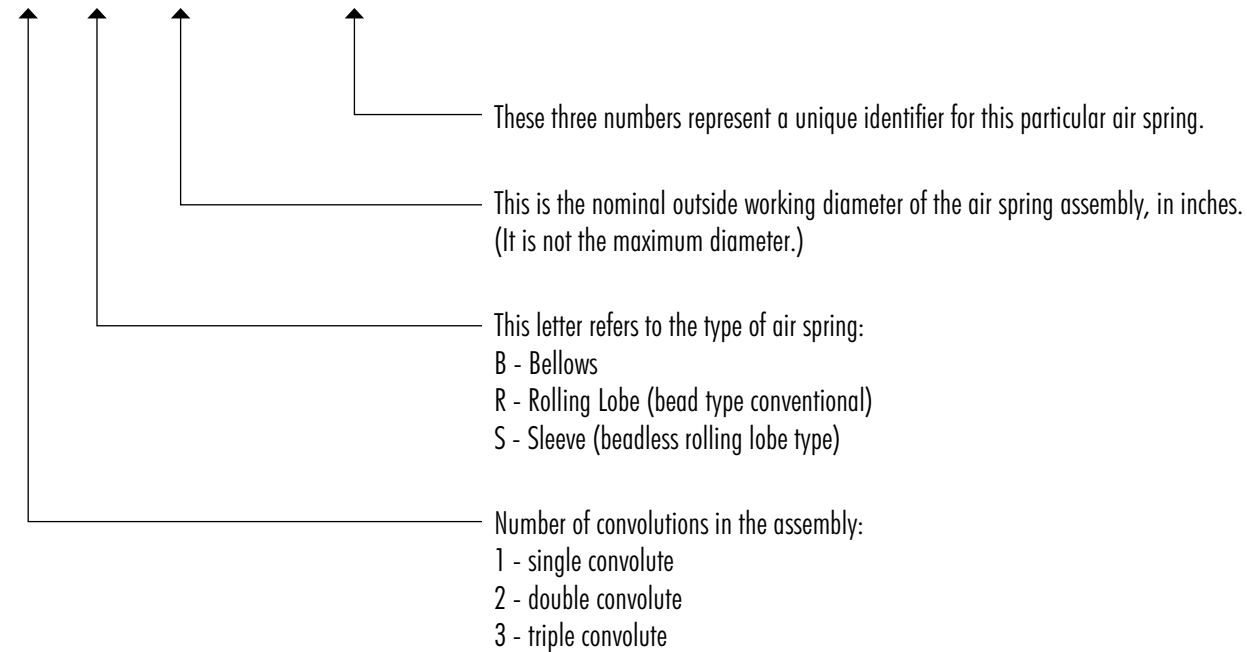 These three numbers represent a unique identifier for this particular air spring.
This is the nominal outside working diameter of the air spring assembly, in inches.
(It is not the maximum diameter.)
This letter refers to the type of air spring:
B - Bellows
R - Rolling Lobe (bead type conventional)
S - Sleeve (beadless rolling lobe type)
Number of convolutions in the assembly:
1 - single convolute
2 - double convolute
3 - triple convolute